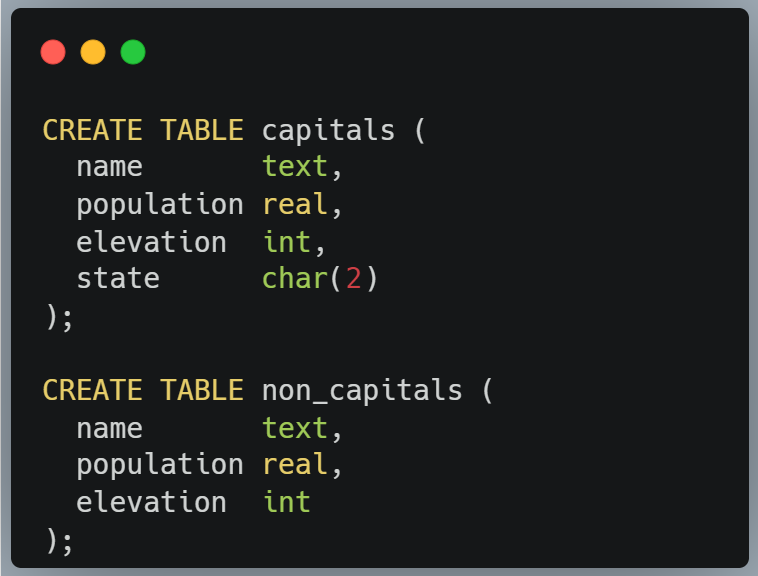 CREATE TABLE capitals (
  name       text,
  population real,
  elevation  int,
  state      char(2)
);

CREATE TABLE non_capitals (
  name       text,
  population real,
  elevation  int
);